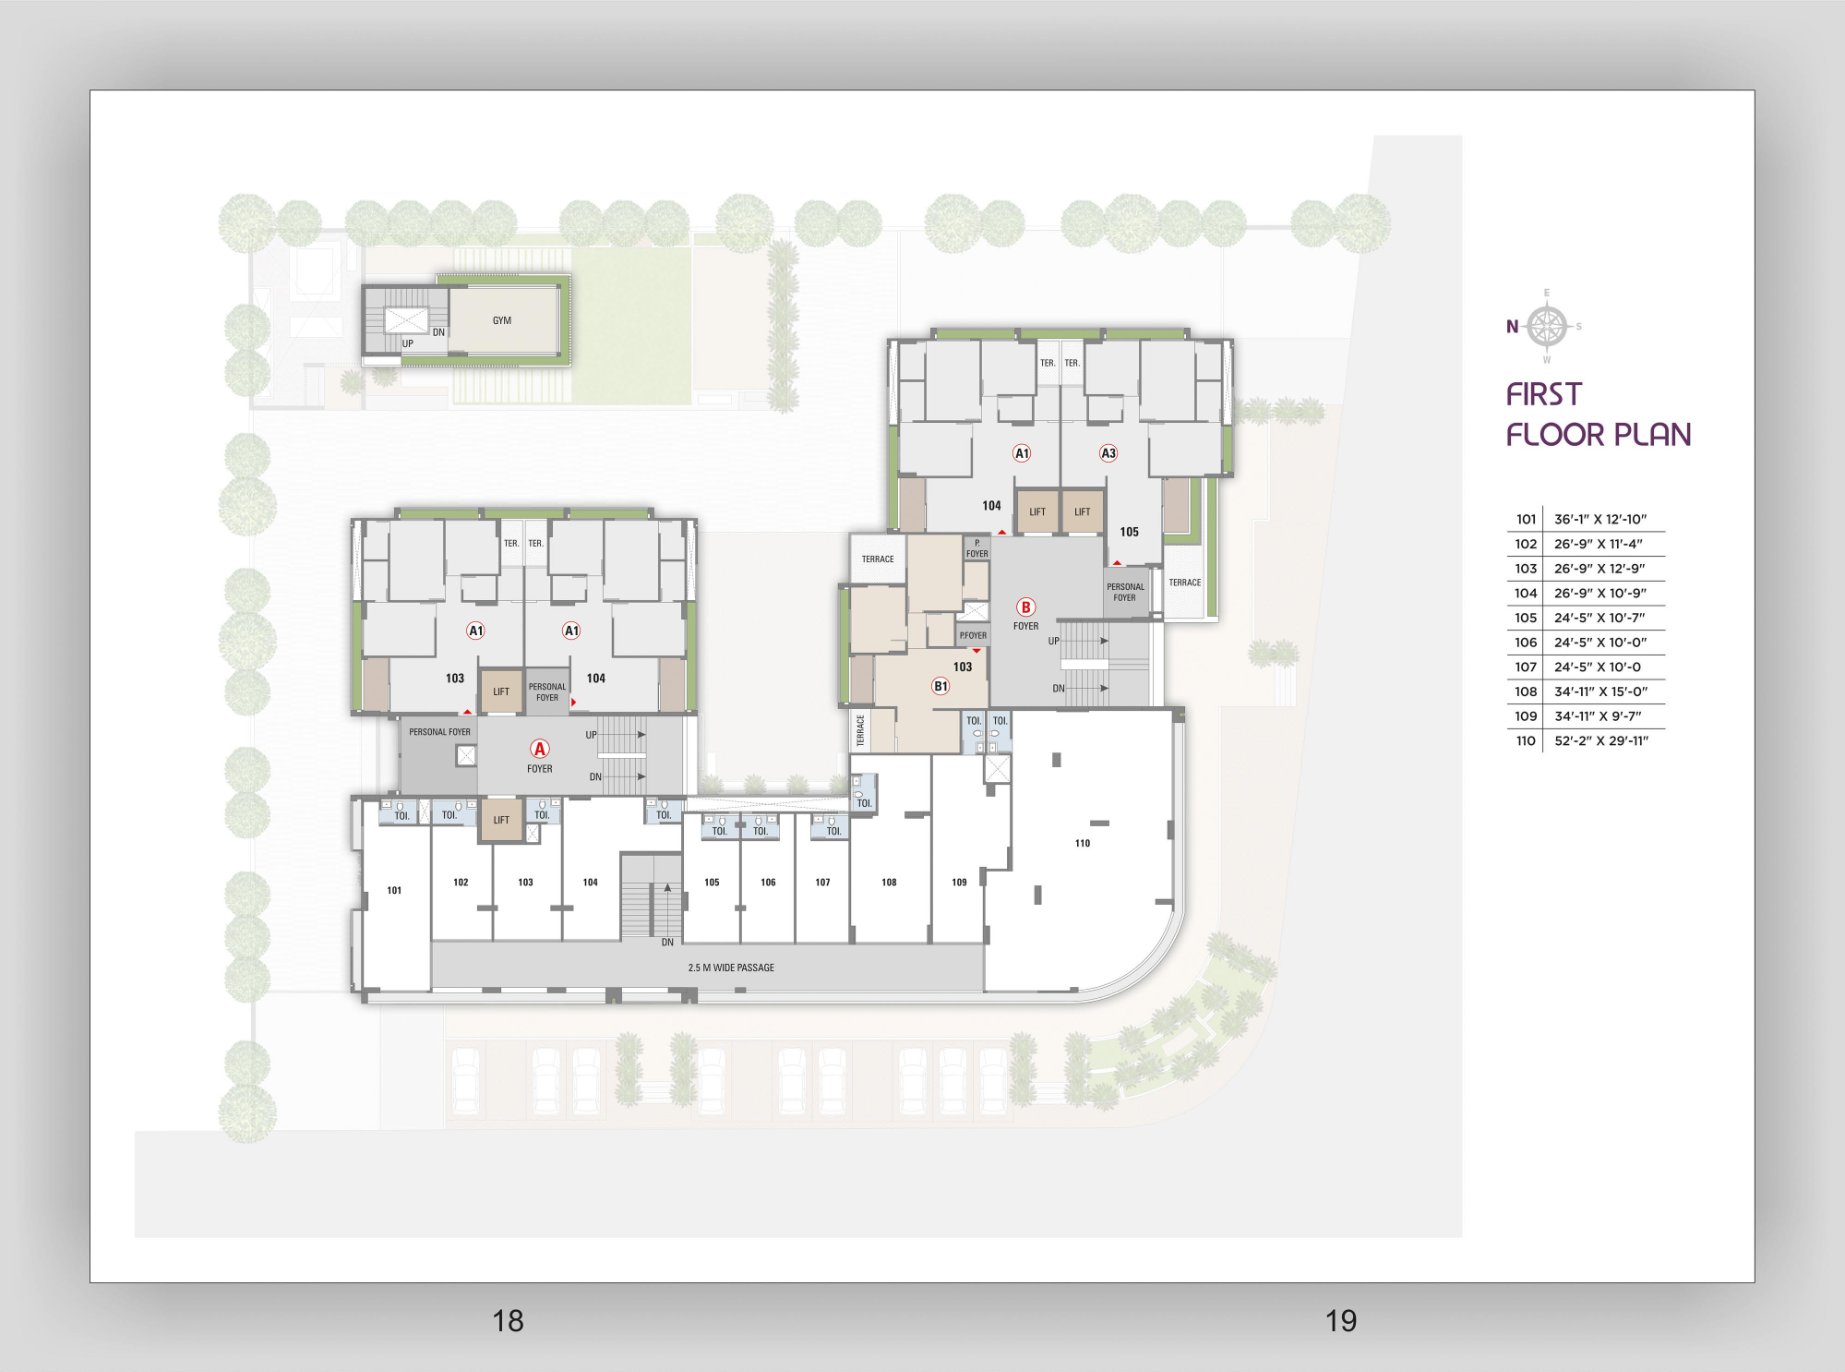 GYM
DN
UP
E
N
S
W
FIRST
FLOOR PLAN
101 36'-1" X 12'-10"
102 26'-9" X 11'-4"
103 26'-9" X 12'-9"
104 26'-9" X 10'-9"
105 24'-5" X 10'-7"
106 24'-5" X 10'-0"
107 24'-5" X 10'-0
108 34'-11" X 15'-0"
109 34'-11" X 9'-7"
110 52'-2" X 29'-11"
TER. TER.
A1 A3
104
LIFT LIFT
105
P.
FOYER
TERRACE
PERSONAL
FOYER
TERRACE
B
FOYER
P.FOYER
UP
103
B1
DN
TERRACE
TOI. TOI.
TER. TER.
A1 A1
103
LIFT
PERSONAL
FOYER
104
PERSONAL FOYER
A
FOYER
UP
DN
TOI. TOI. LIFT TOI. TOI. TOI. TOI. TOI. TOI.
101 102 103 104 105 106 107 108 109 110
DN
2.5 M WIDE PASSAGE
18 19